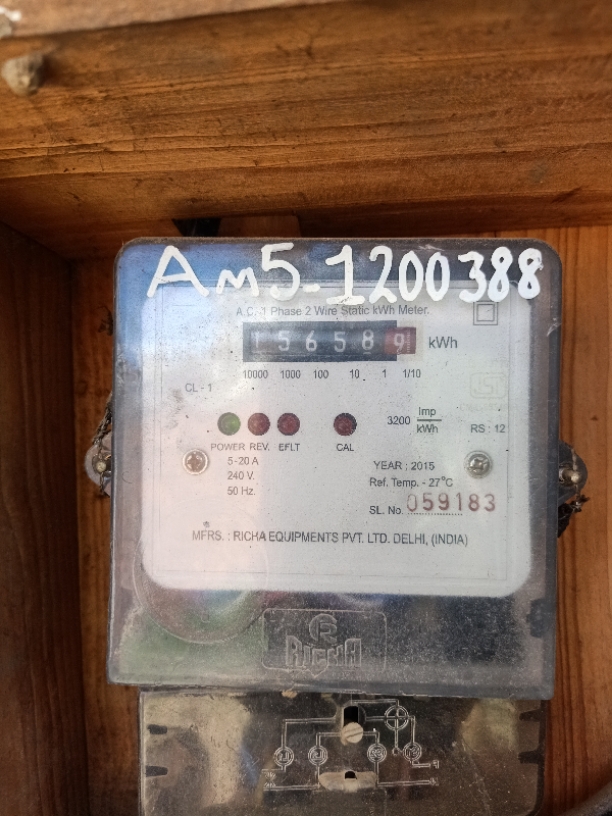 Am5-1200388
A.C. 1 Phase 2 Wire Static kWh Meter.
156589 kWh
10000 1000 100 10 1 1/10
CL - 1
3200 Imp/kWh
RS : 12
POWER REV. EFLT CAL
5-20 A
240 V.
50 Hz.
YEAR : 2015
Ref. Temp. - 27°C
SL. No. 059183
MFRS. : RICHA EQUIPMENTS PVT. LTD. DELHI, (INDIA)
RICHA